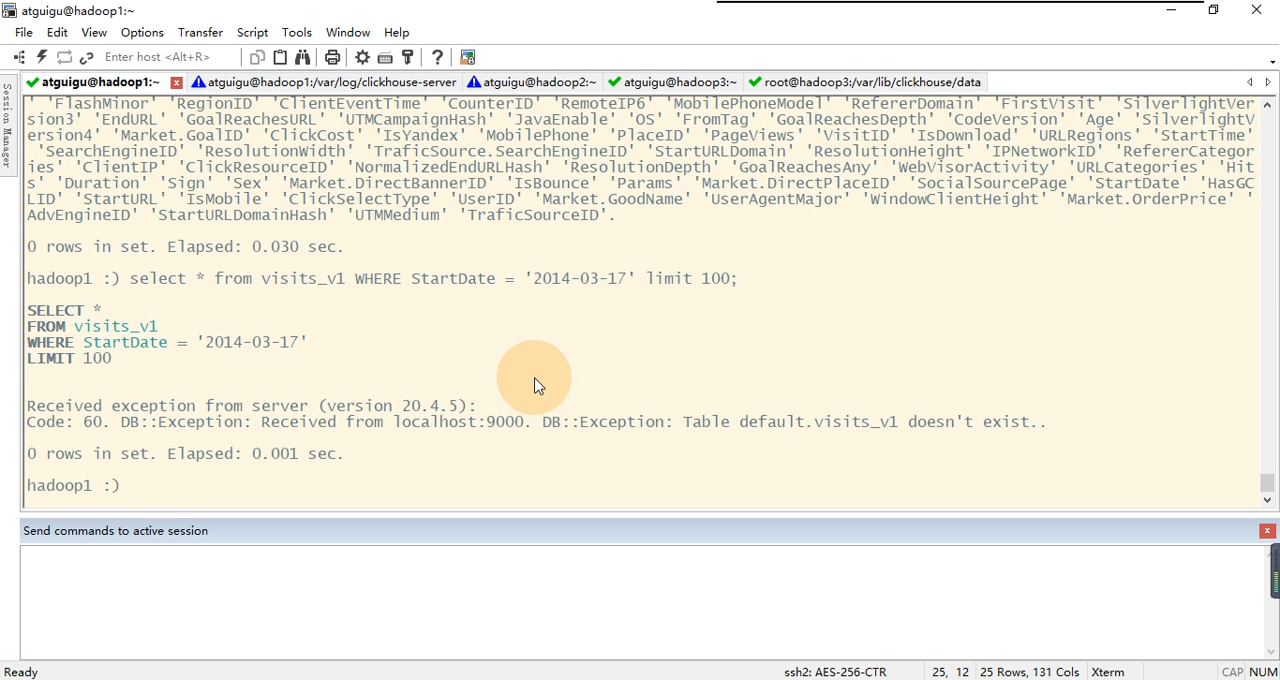 atguigu@hadoop1:~
File Edit View Options Transfer Script Tools Window Help
Enter host <Alt+R>
atguigu@hadoop1:~ atguigu@hadoop1:/var/log/clickhouse-server atguigu@hadoop2:~ atguigu@hadoop3:~ root@hadoop3:/var/lib/clickhouse/data
Session Manager
' 'FlashMinor' 'RegionID' 'ClientEventTime' 'CounterID' 'RemoteIP6' 'MobilePhoneModel' 'RefererDomain' 'FirstVisit' 'SilverlightVer
sion3' 'EndURL' 'GoalReachesURL' 'UTMCampaignHash' 'JavaEnable' 'OS' 'FromTag' 'GoalReachesDepth' 'CodeVersion' 'Age' 'SilverlightV
ersion4' 'Market.GoalID' 'ClickCost' 'IsYandex' 'MobilePhone' 'PlaceID' 'PageViews' 'VisitID' 'IsDownload' 'URLRegions' 'StartTime'
'SearchEngineID' 'ResolutionWidth' 'TraficSource.SearchEngineID' 'StartURLDomain' 'ResolutionHeight' 'IPNetworkID' 'RefererCategor
ies' 'ClientIP' 'ClickResourceID' 'NormalizedEndURLHash' 'ResolutionDepth' 'GoalReachesAny' 'WebVisorActivity' 'URLCategories' 'Hit
s' 'Duration' 'Sign' 'Sex' 'Market.DirectBannerID' 'IsBounce' 'Params' 'Market.DirectPlaceID' 'SocialSourcePage' 'StartDate' 'HasGC
LID' 'StartURL' 'IsMobile' 'ClickSelectType' 'UserID' 'Market.GoodName' 'UserAgentMajor' 'WindowClientHeight' 'Market.OrderPrice' '
AdvEngineID' 'StartURLDomainHash' 'UTMMedium' 'TraficSourceID'.
0 rows in set. Elapsed: 0.030 sec.
hadoop1 :) select * from visits_v1 WHERE StartDate = '2014-03-17' limit 100;
SELECT *
FROM visits_v1
WHERE StartDate = '2014-03-17'
LIMIT 100
Received exception from server (version 20.4.5):
Code: 60. DB::Exception: Received from localhost:9000. DB::Exception: Table default.visits_v1 doesn't exist..
0 rows in set. Elapsed: 0.001 sec.
hadoop1 :)
Send commands to active session
Ready ssh2: AES-256-CTR 25, 12 25 Rows, 131 Cols Xterm CAP NUM